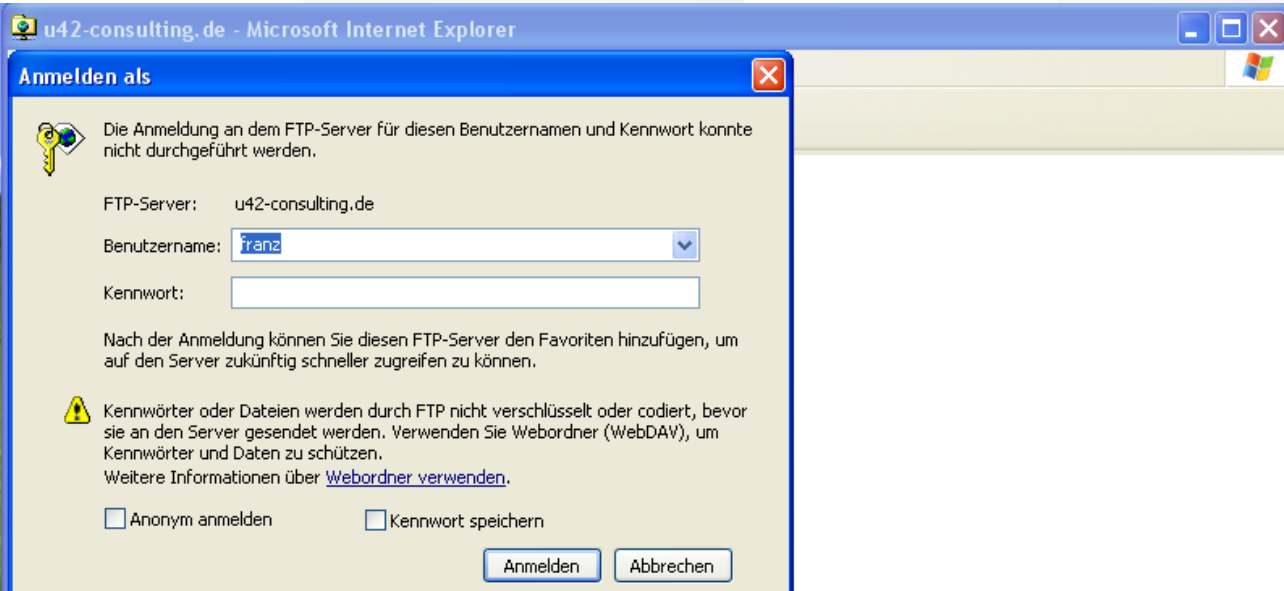 u42-consulting.de - Microsoft Internet Explorer
Anmelden als
Die Anmeldung an dem FTP-Server für diesen Benutzernamen und Kennwort konnte
nicht durchgeführt werden.
FTP-Server: u42-consulting.de
Benutzername: franz
Kennwort:
Nach der Anmeldung können Sie diesen FTP-Server den Favoriten hinzufügen, um
auf den Server zukünftig schneller zugreifen zu können.
Kennwörter oder Dateien werden durch FTP nicht verschlüsselt oder codiert, bevor
sie an den Server gesendet werden. Verwenden Sie Webordner (WebDAV), um
Kennwörter und Daten zu schützen.
Weitere Informationen über Webordner verwenden.
Anonym anmelden Kennwort speichern
Anmelden Abbrechen